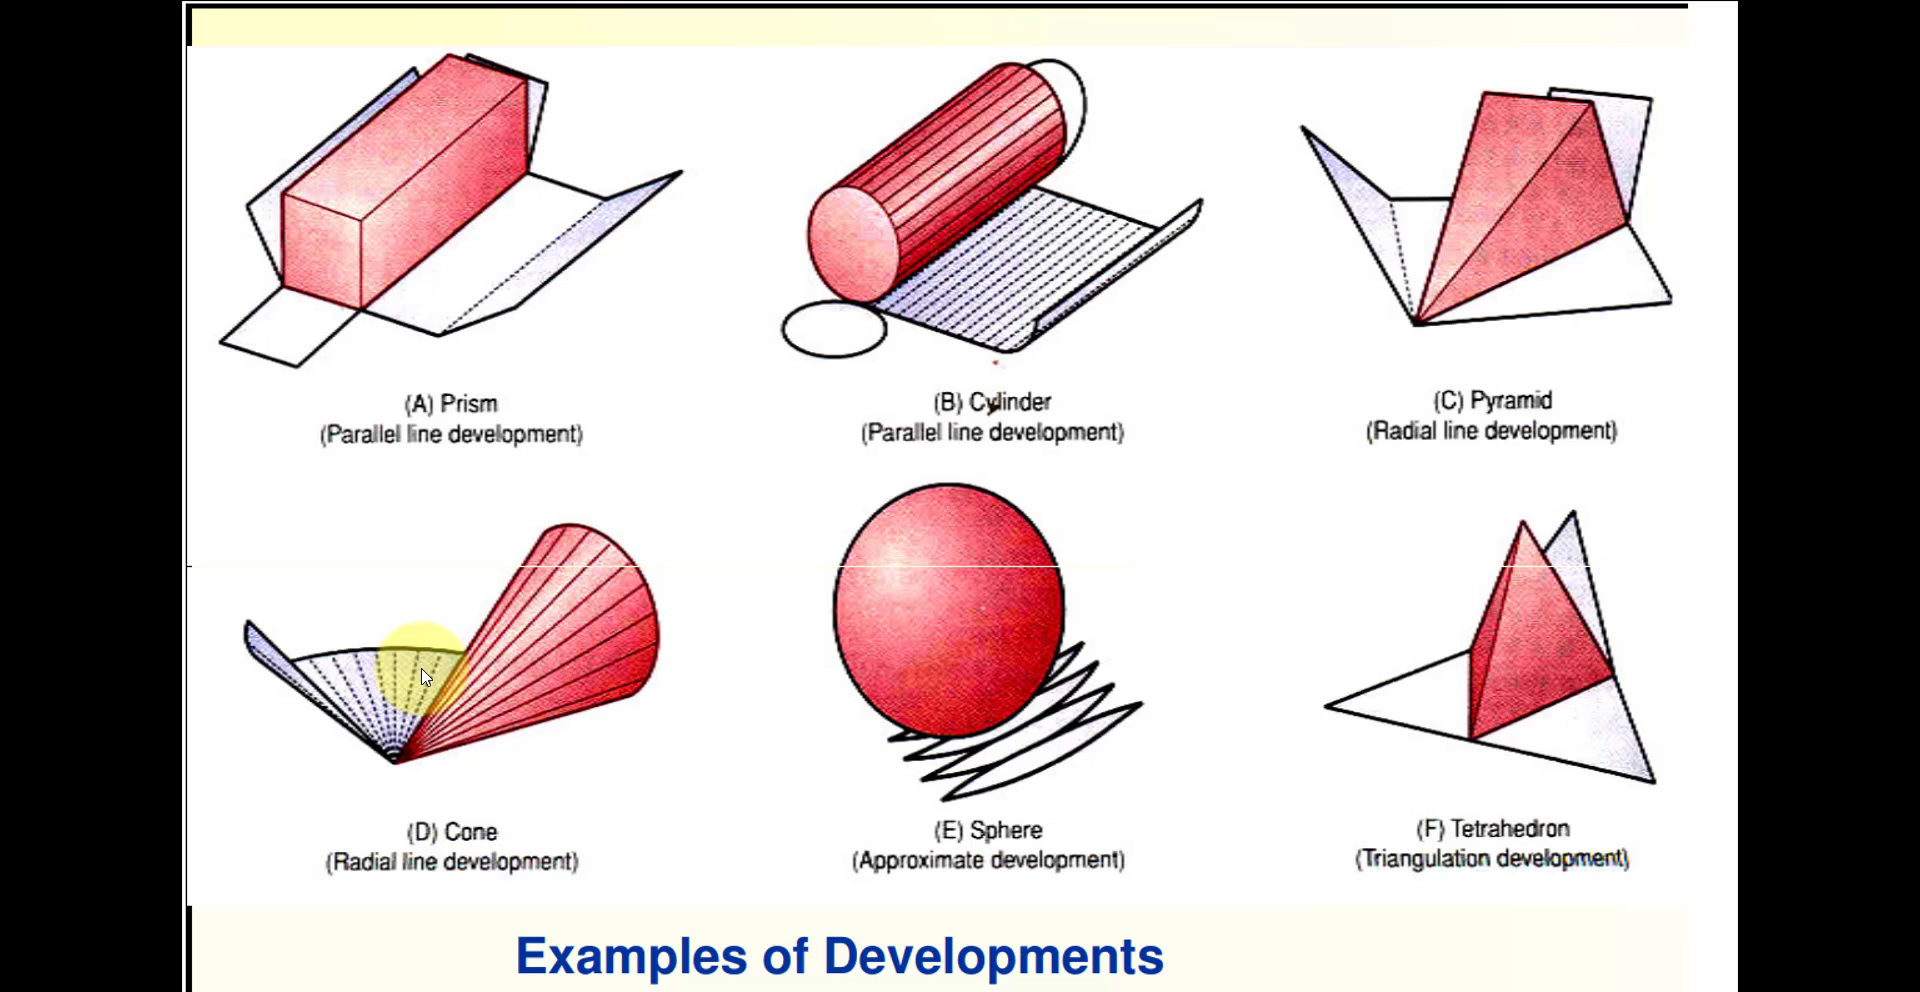 (A) Prism
(Parallel line development)
(B) Cylinder
(Parallel line development)
(C) Pyramid
(Radial line development)
(D) Cone
(Radial line development)
(E) Sphere
(Approximate development)
(F) Tetrahedron
(Triangulation development)
Examples of Developments